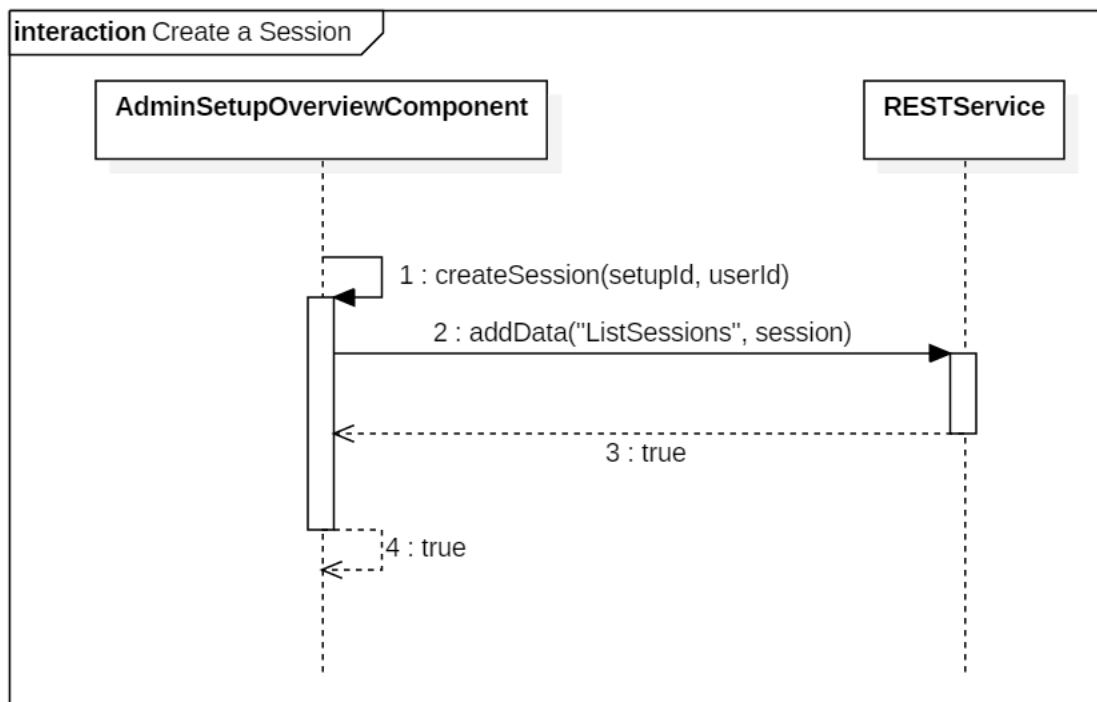 interaction Create a Session
AdminSetupOverviewComponent
RESTService
1 : createSession(setupId, userId)
2 : addData("ListSessions", session)
3 : true
4 : true